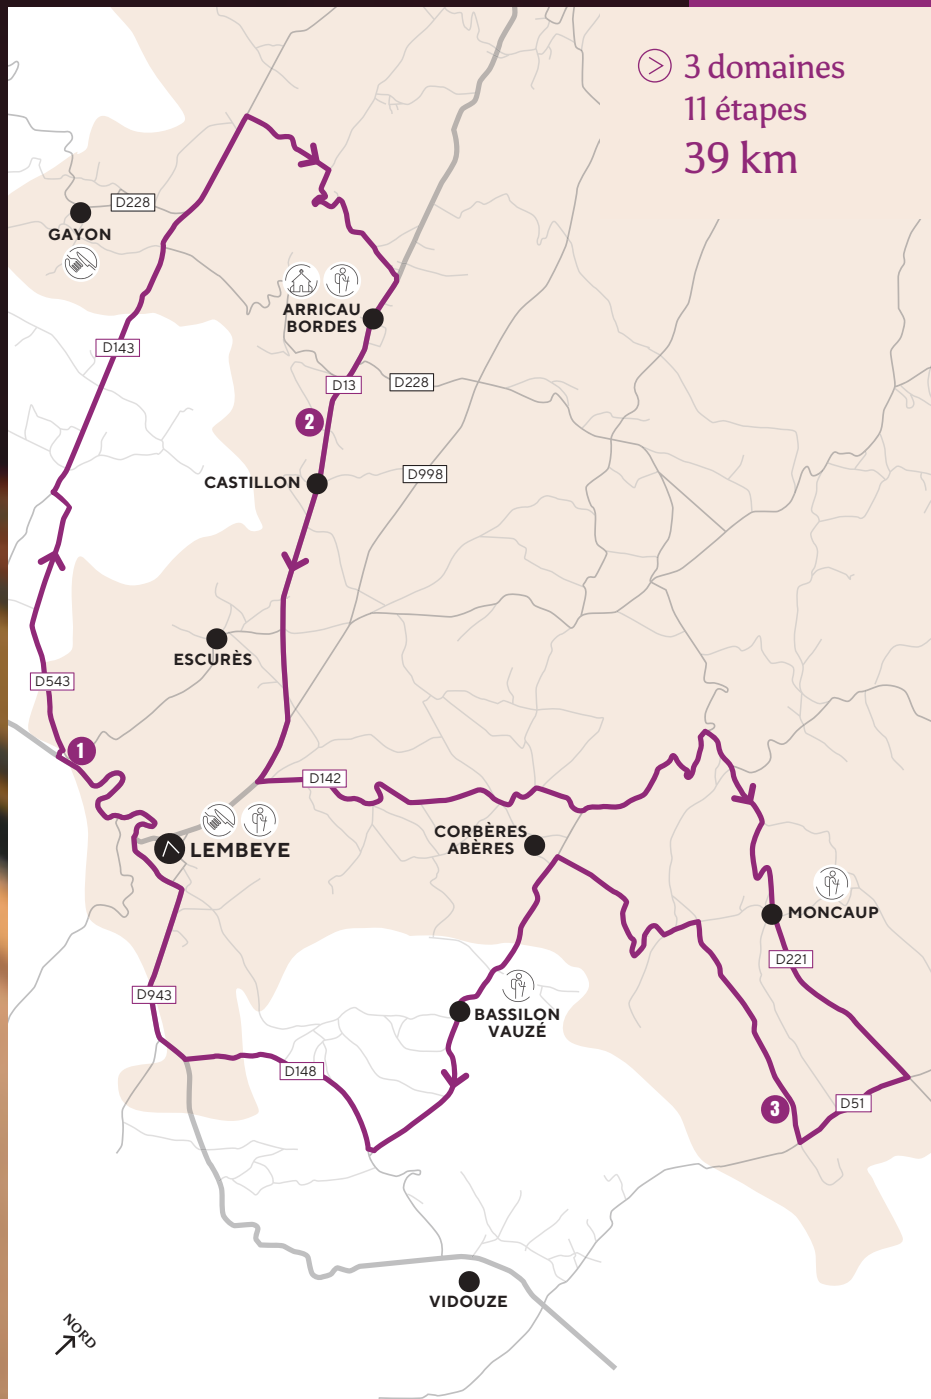 3 domaines
11 étapes
39 km
D228
GAYON
ARRICAU
BORDES
D143
D13
D228
2
CASTILLON
D998
ESCURÈS
D543
1
D142
LEMBEYE
CORBÈRES
ABÈRES
MONCAUP
D221
D943
BASSILON
VAUZÉ
D148
3
D51
VIDOUZE
NORD